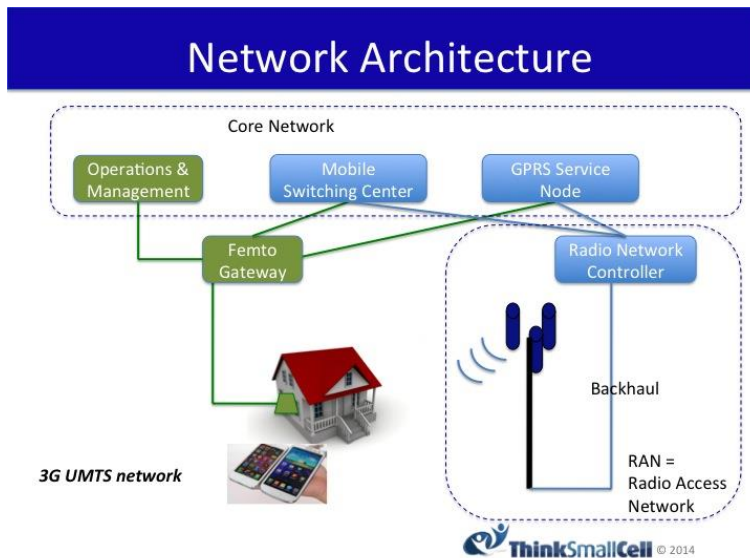 Network Architecture
Core Network
Operations &
Management
Mobile
Switching Center
GPRS Service
Node
Femto
Gateway
Radio Network
Controller
Backhaul
3G UMTS network
RAN =
Radio Access
Network
ThinkSmallCell © 2014